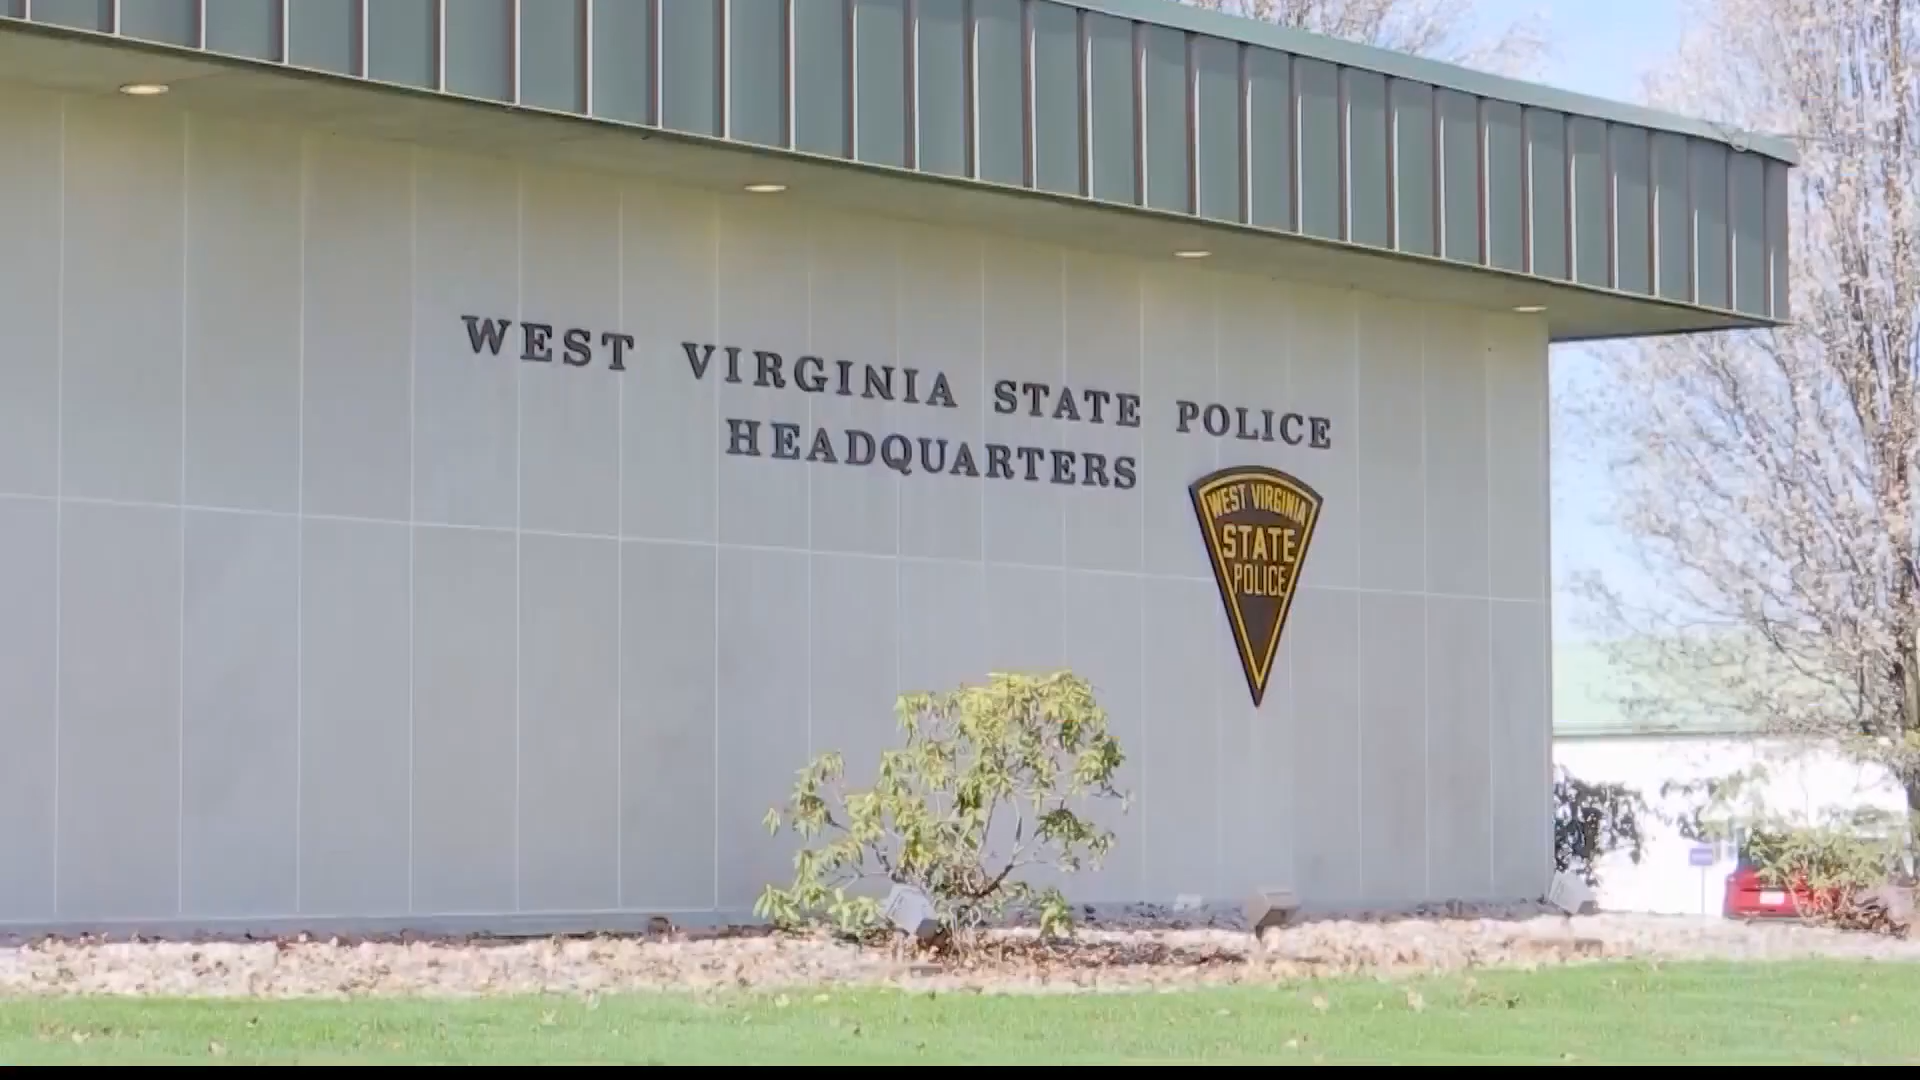 WEST VIRGINIA STATE POLICE
HEADQUARTERS
WEST VIRGINIA
STATE
POLICE